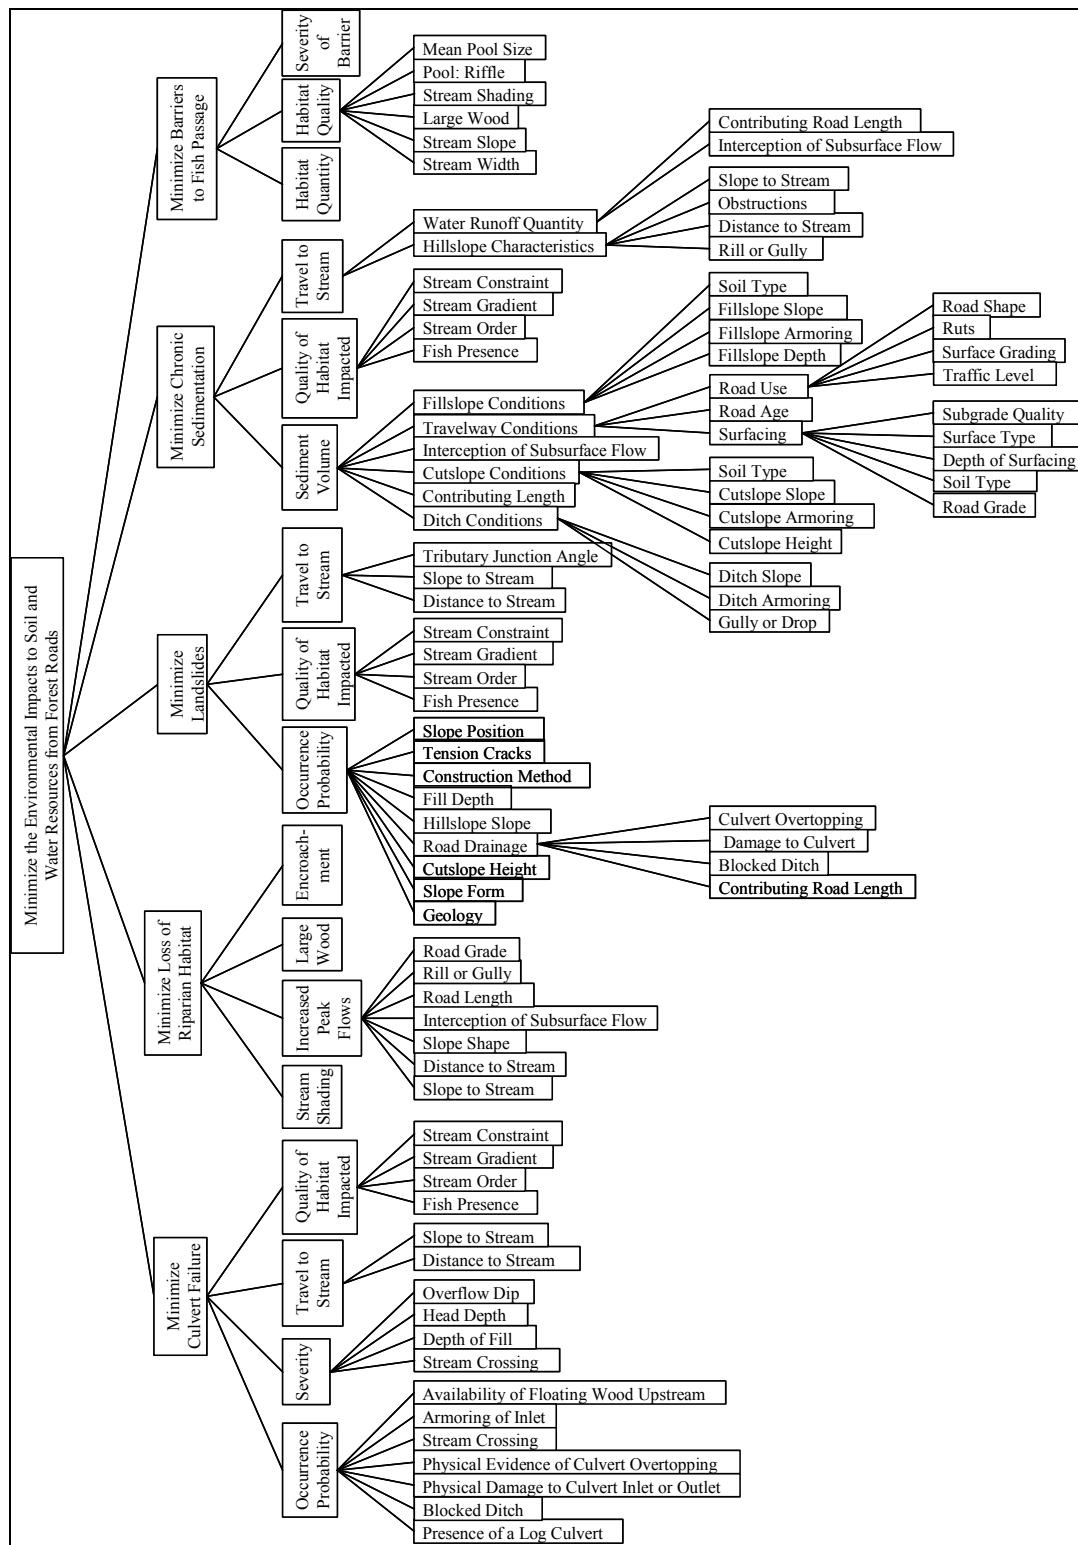 Minimize the Environmental Impacts to Soil and
Water Resources from Forest Roads
Minimize Barriers
to Fish Passage
Severity
of
Barrier
Habitat
Quality
Mean Pool Size
Pool: Riffle
Stream Shading
Large Wood
Stream Slope
Stream Width
Habitat
Quantity
Minimize Chronic
Sedimentation
Travel to
Stream
Water Runoff Quantity
Contributing Road Length
Interception of Subsurface Flow
Hillslope Characteristics
Slope to Stream
Obstructions
Distance to Stream
Rill or Gully
Quality of
Habitat
Impacted
Stream Constraint
Stream Gradient
Stream Order
Fish Presence
Sediment
Volume
Fillslope Conditions
Soil Type
Fillslope Slope
Fillslope Armoring
Fillslope Depth
Travelway Conditions
Road Use
Road Shape
Ruts
Surface Grading
Traffic Level
Road Age
Surfacing
Subgrade Quality
Surface Type
Depth of Surfacing
Soil Type
Road Grade
Interception of Subsurface Flow
Cutslope Conditions
Soil Type
Cutslope Slope
Cutslope Armoring
Cutslope Height
Contributing Length
Ditch Conditions
Ditch Slope
Ditch Armoring
Gully or Drop
Minimize
Landslides
Travel to
Stream
Tributary Junction Angle
Slope to Stream
Distance to Stream
Quality of
Habitat
Impacted
Stream Constraint
Stream Gradient
Stream Order
Fish Presence
Occurrence
Probability
Slope Position
Tension Cracks
Construction Method
Fill Depth
Hillslope Slope
Road Drainage
Culvert Overtopping
Damage to Culvert
Blocked Ditch
Contributing Road Length
Cutslope Height
Slope Form
Geology
Minimize Loss of
Riparian Habitat
Encroach-
ment
Large
Wood
Increased
Peak
Flows
Road Grade
Rill or Gully
Road Length
Interception of Subsurface Flow
Slope Shape
Distance to Stream
Slope to Stream
Stream
Shading
Minimize
Culvert Failure
Quality of
Habitat
Impacted
Stream Constraint
Stream Gradient
Stream Order
Fish Presence
Travel to
Stream
Slope to Stream
Distance to Stream
Severity
Overflow Dip
Head Depth
Depth of Fill
Stream Crossing
Occurrence
Probability
Availability of Floating Wood Upstream
Armoring of Inlet
Stream Crossing
Physical Evidence of Culvert Overtopping
Physical Damage to Culvert Inlet or Outlet
Blocked Ditch
Presence of a Log Culvert